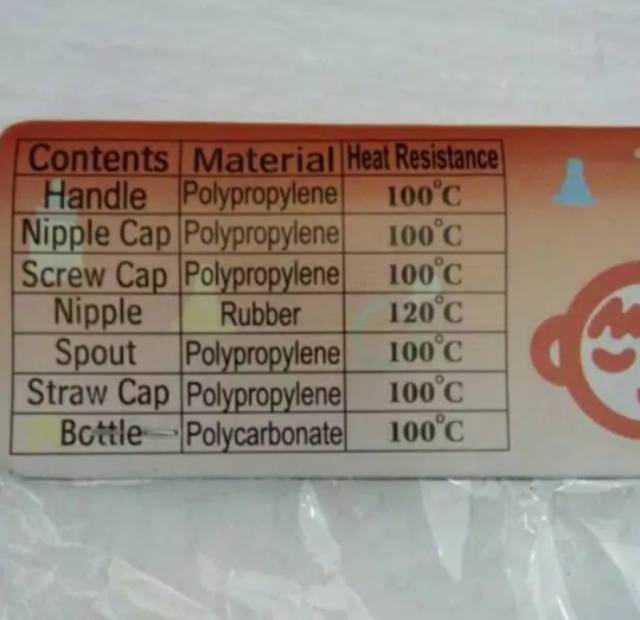 Contents Material Heat Resistance
Handle Polypropylene 100°C
Nipple Cap Polypropylene 100°C
Screw Cap Polypropylene 100°C
Nipple Rubber 120°C
Spout Polypropylene 100°C
Straw Cap Polypropylene 100°C
Bottle Polycarbonate 100°C